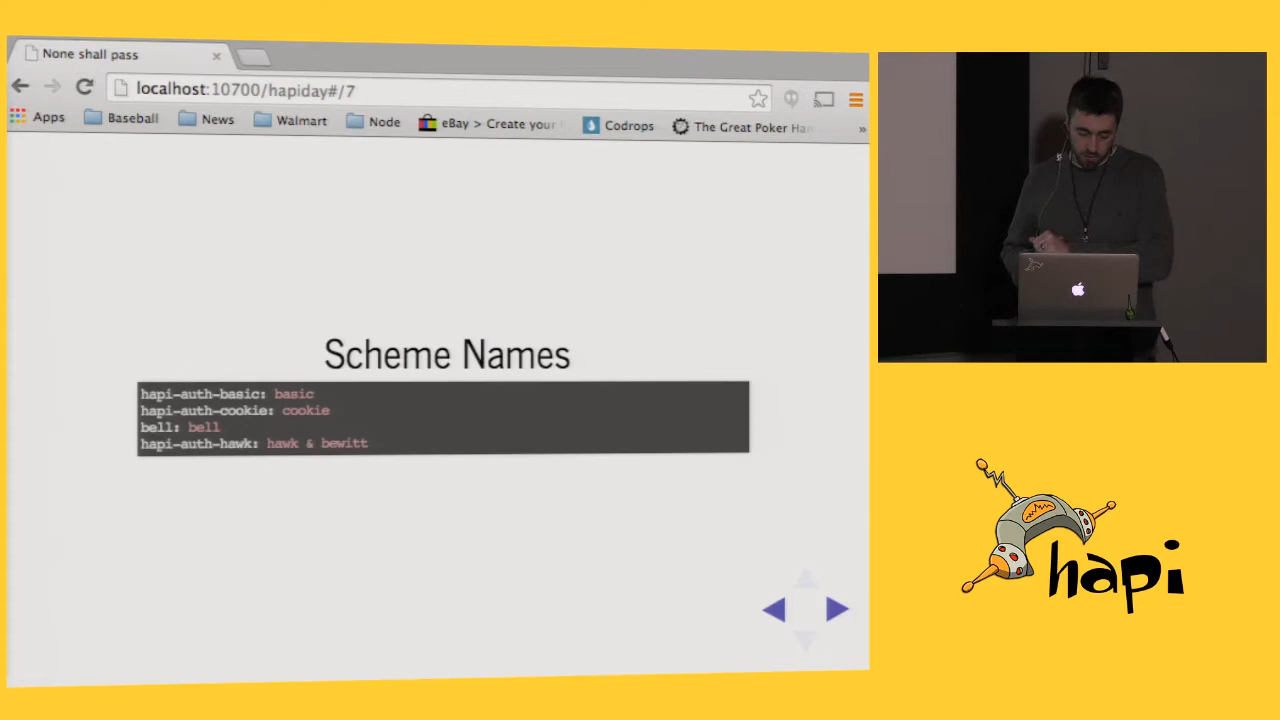 None shall pass
localhost:10700/hapiday#/7
Apps
Baseball
News
Walmart
Node
eBay > Create your
Codrops
The Great Poker
»
Scheme Names
hapi-auth-basic: basic
hapi-auth-cookie: cookie
bell: bell
hapi-auth-hawk: hawk & bewitt
hapi